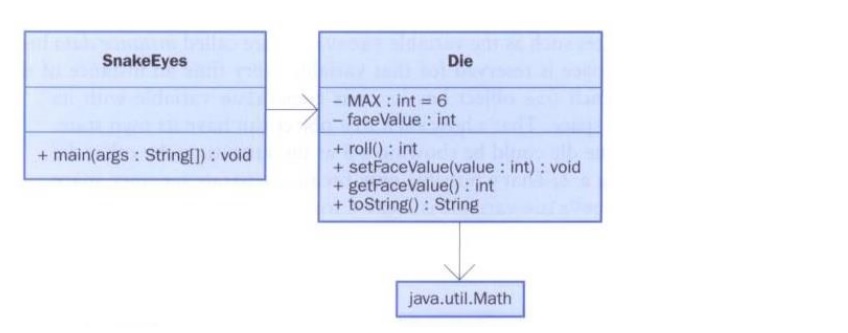 SnakeEyes
+ main(args : String[]) : void
Die
– MAX : int = 6
– faceValue : int
+ roll() : int
+ setFaceValue(value : int) : void
+ getFaceValue() : int
+ toString() : String
java.util.Math